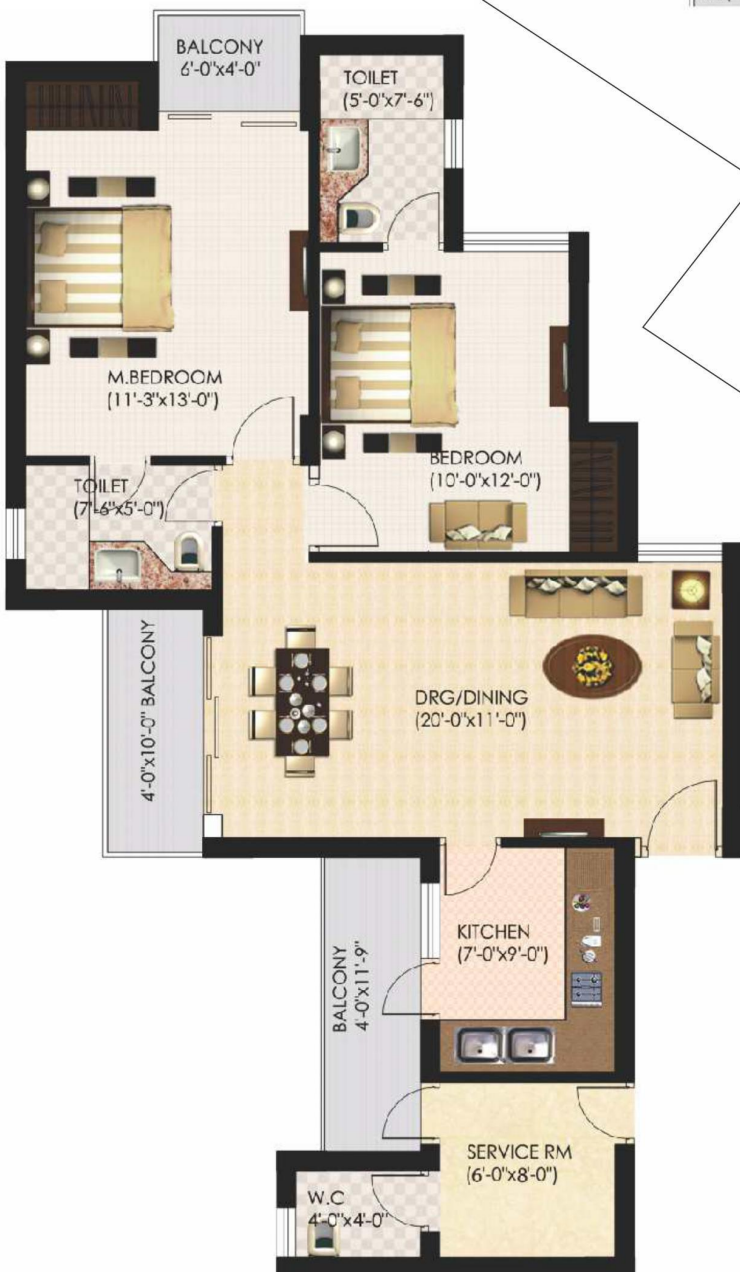 BALCONY
6'-0"x4'-0"
TOILET
(5'-0"x7'-6")
M.BEDROOM
(11'-3"x13'-0")
BEDROOM
(10'-0"x12'-0")
TOILET
(7'-6"x5'-0")
4'-0"x10'-0" BALCONY
DRG/DINING
(20'-0"x11'-0")
KITCHEN
(7'-0"x9'-0")
BALCONY
4'-0"x11'-9"
SERVICE RM
(6'-0"x8'-0")
W.C
4'-0"x4'-0"